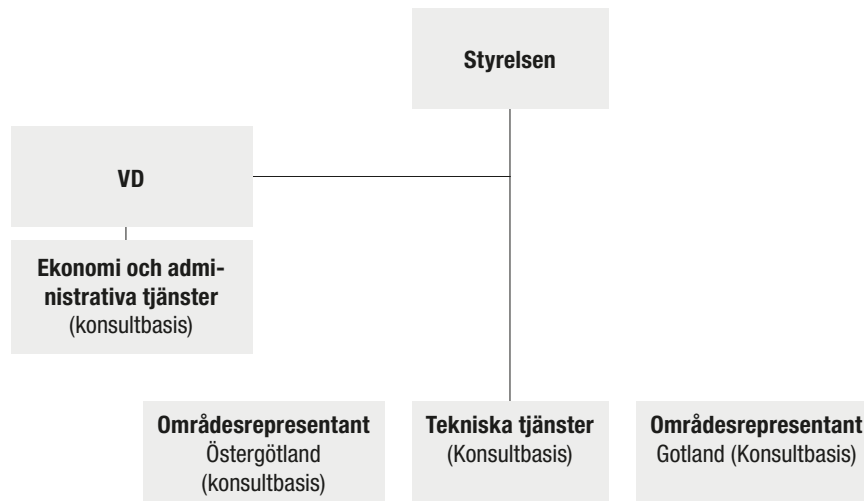 Styrelsen
VD
Ekonomi och admi-
nistrativa tjänster
(konsultbasis)
Områdesrepresentant
Östergötland
(konsultbasis)
Tekniska tjänster
(Konsultbasis)
Områdesrepresentant
Gotland (Konsultbasis)